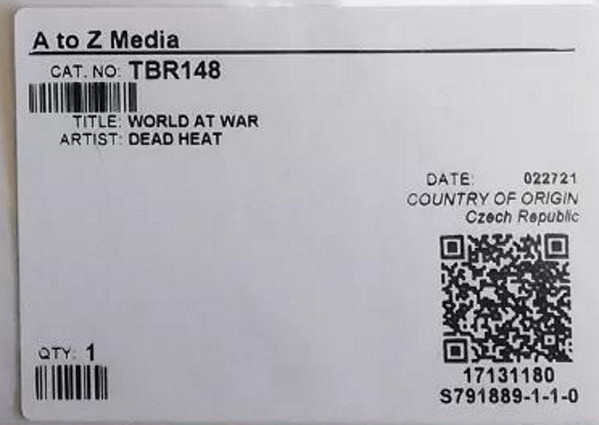 A to Z Media
CAT. NO: TBR148
TITLE: WORLD AT WAR
ARTIST: DEAD HEAT
DATE: 022721
COUNTRY OF ORIGIN
Czech Republic
QTY: 1
17131180
S791889-1-1-0